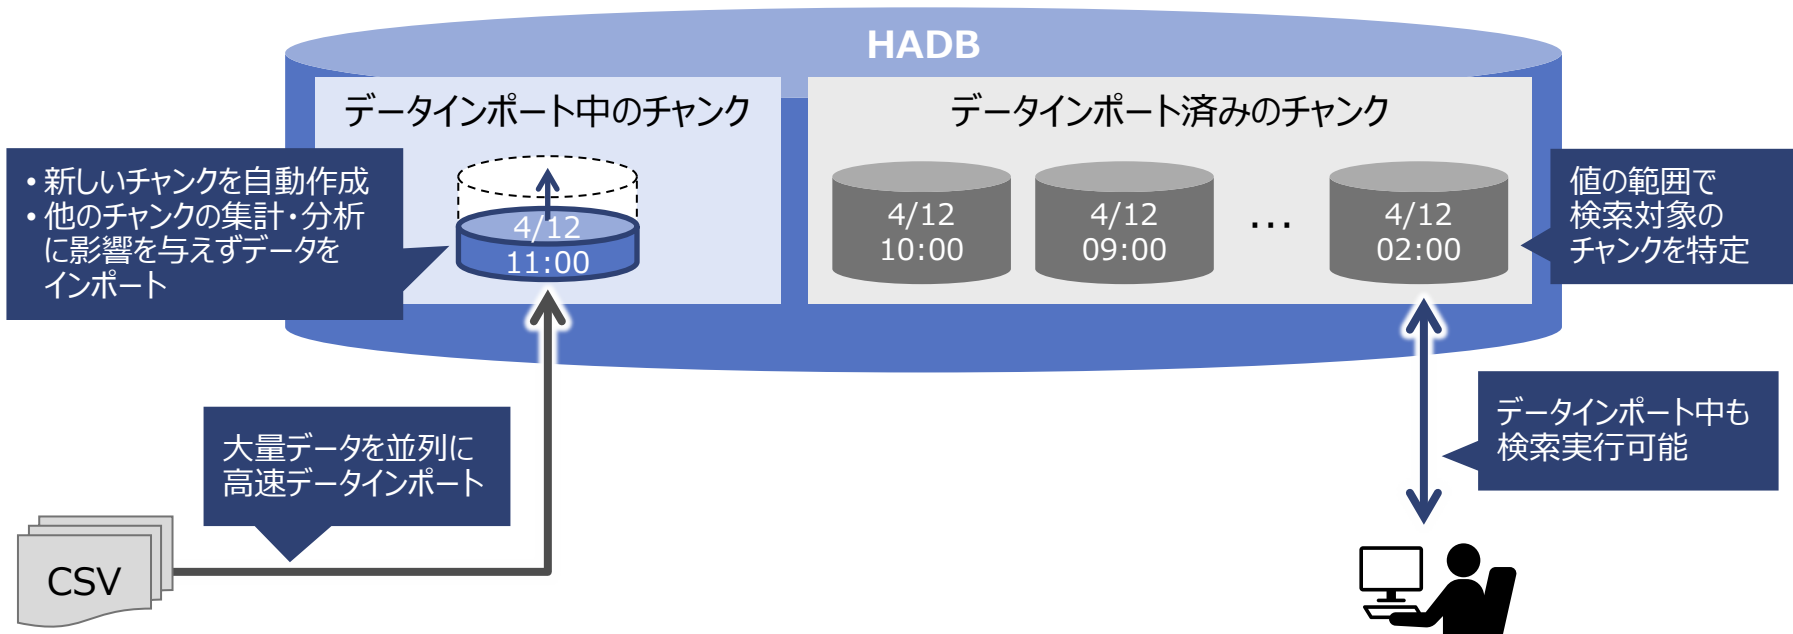 HADB
データインポート中のチャンク
データインポート済みのチャンク
• 新しいチャンクを自動作成
• 他のチャンクの集計・分析
に影響を与えずデータを
インポート
4/12
11:00
4/12
10:00
4/12
09:00
…
4/12
02:00
値の範囲で
検索対象の
チャンクを特定
大量データを並列に
高速データインポート
データインポート中も
検索実行可能
CSV